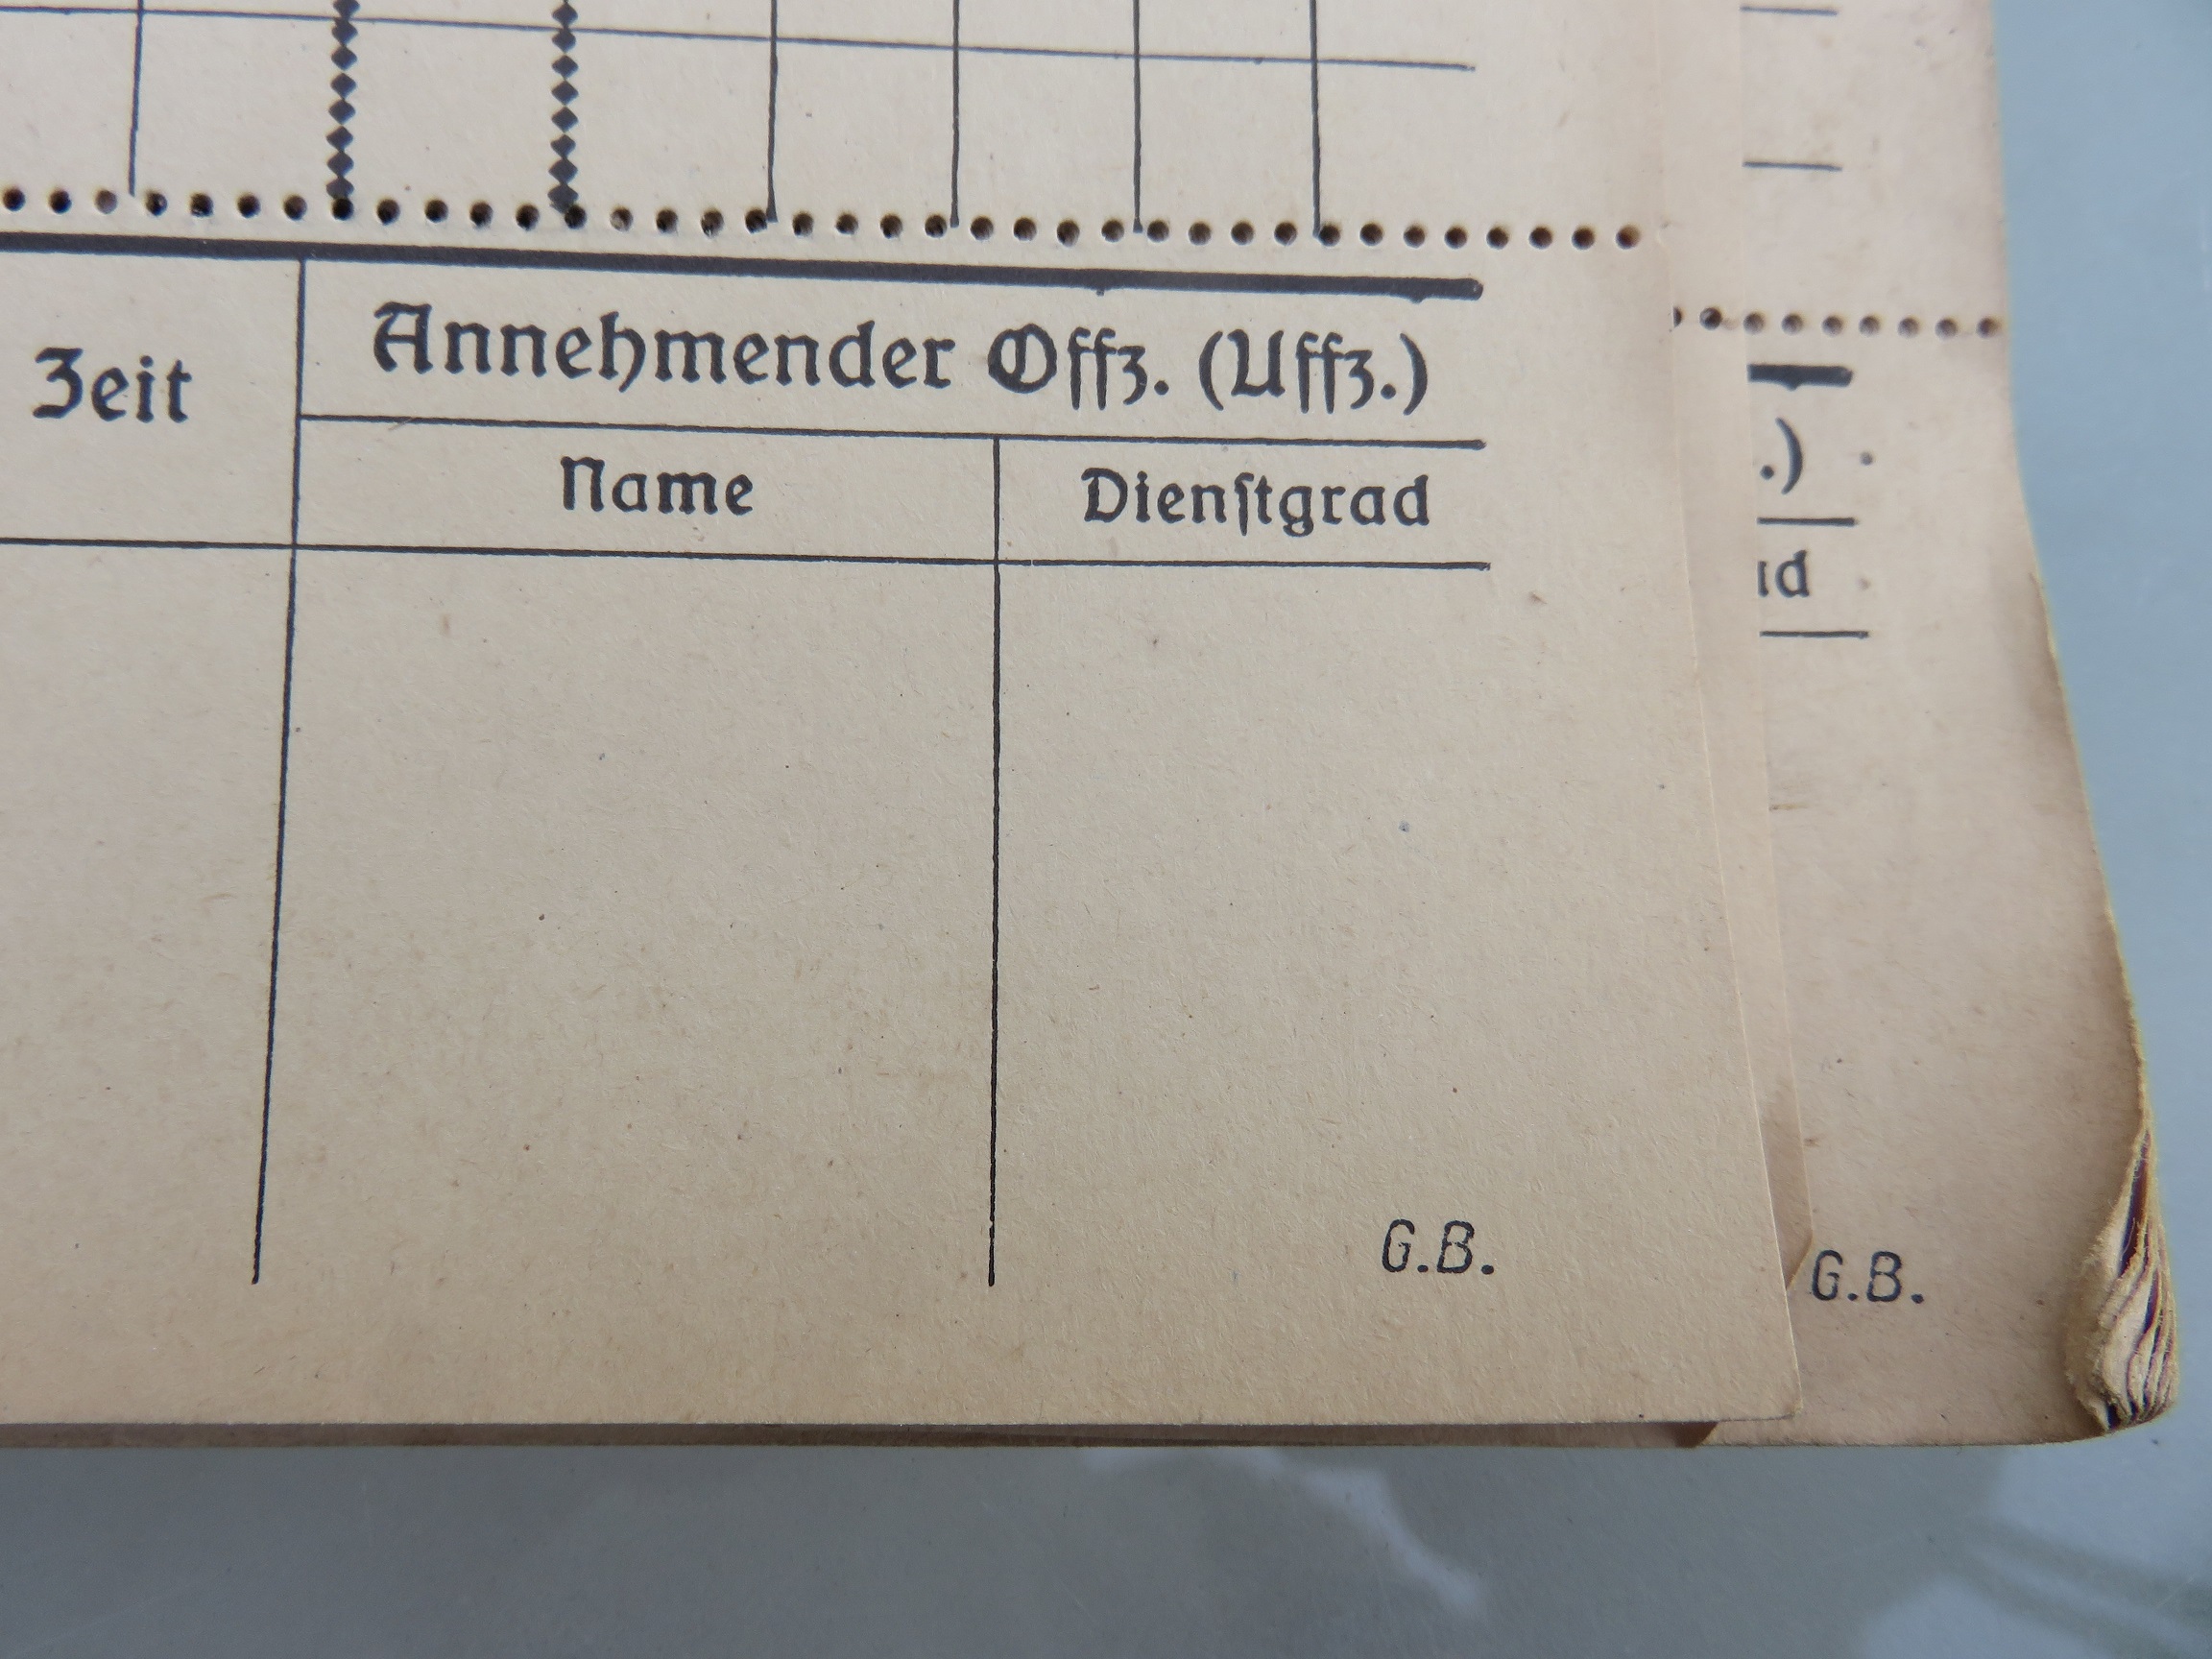 Annehmender Offz. (Uffz.)
Zeit
Name Dienſtgrad
G.B.
.)
d
G.B.